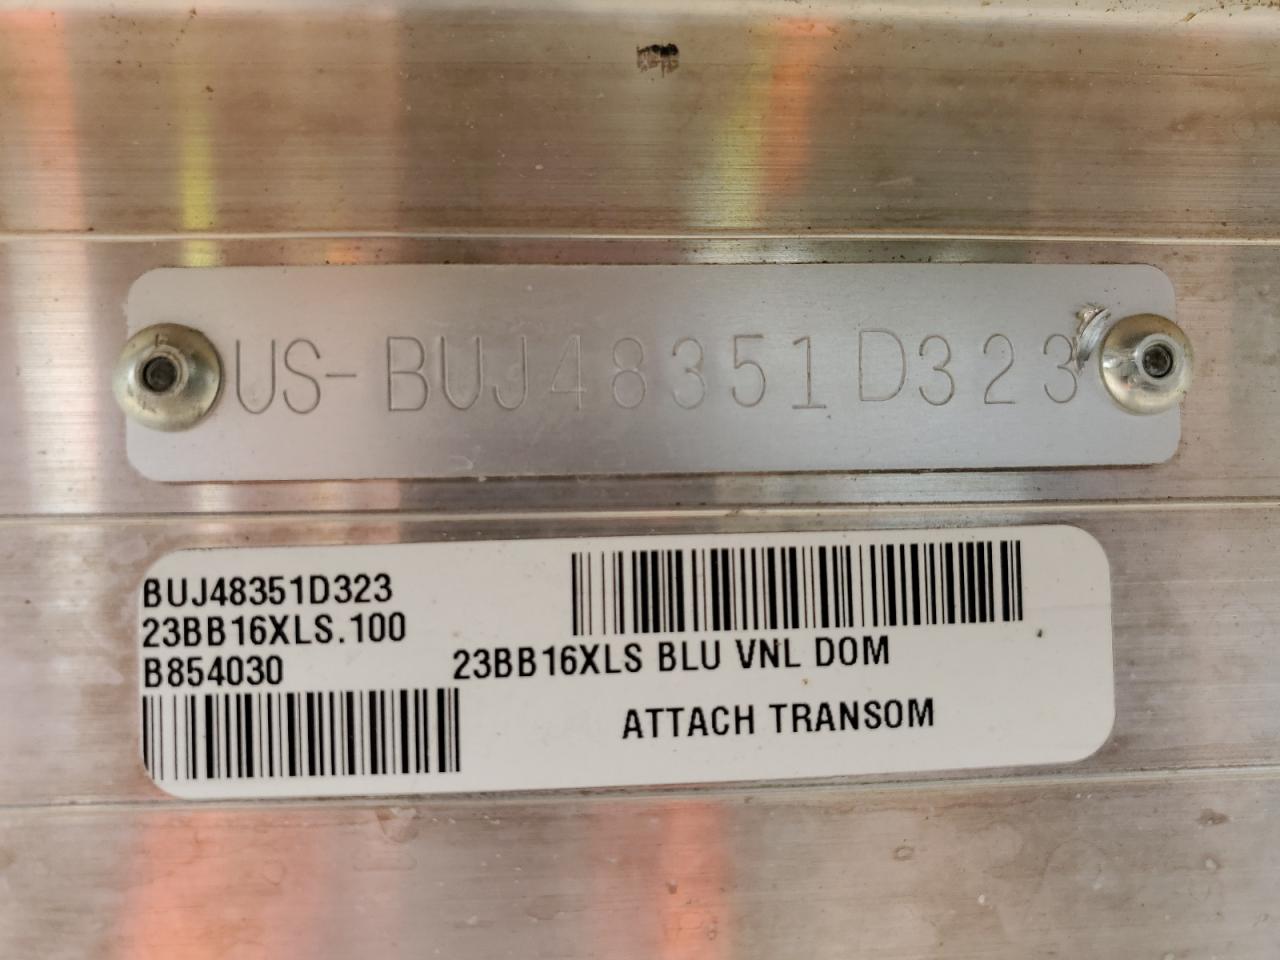 US-BUJ48351D323
BUJ48351D323
23BB16XLS.100
B854030
23BB16XLS BLU VNL DOM
ATTACH TRANSOM